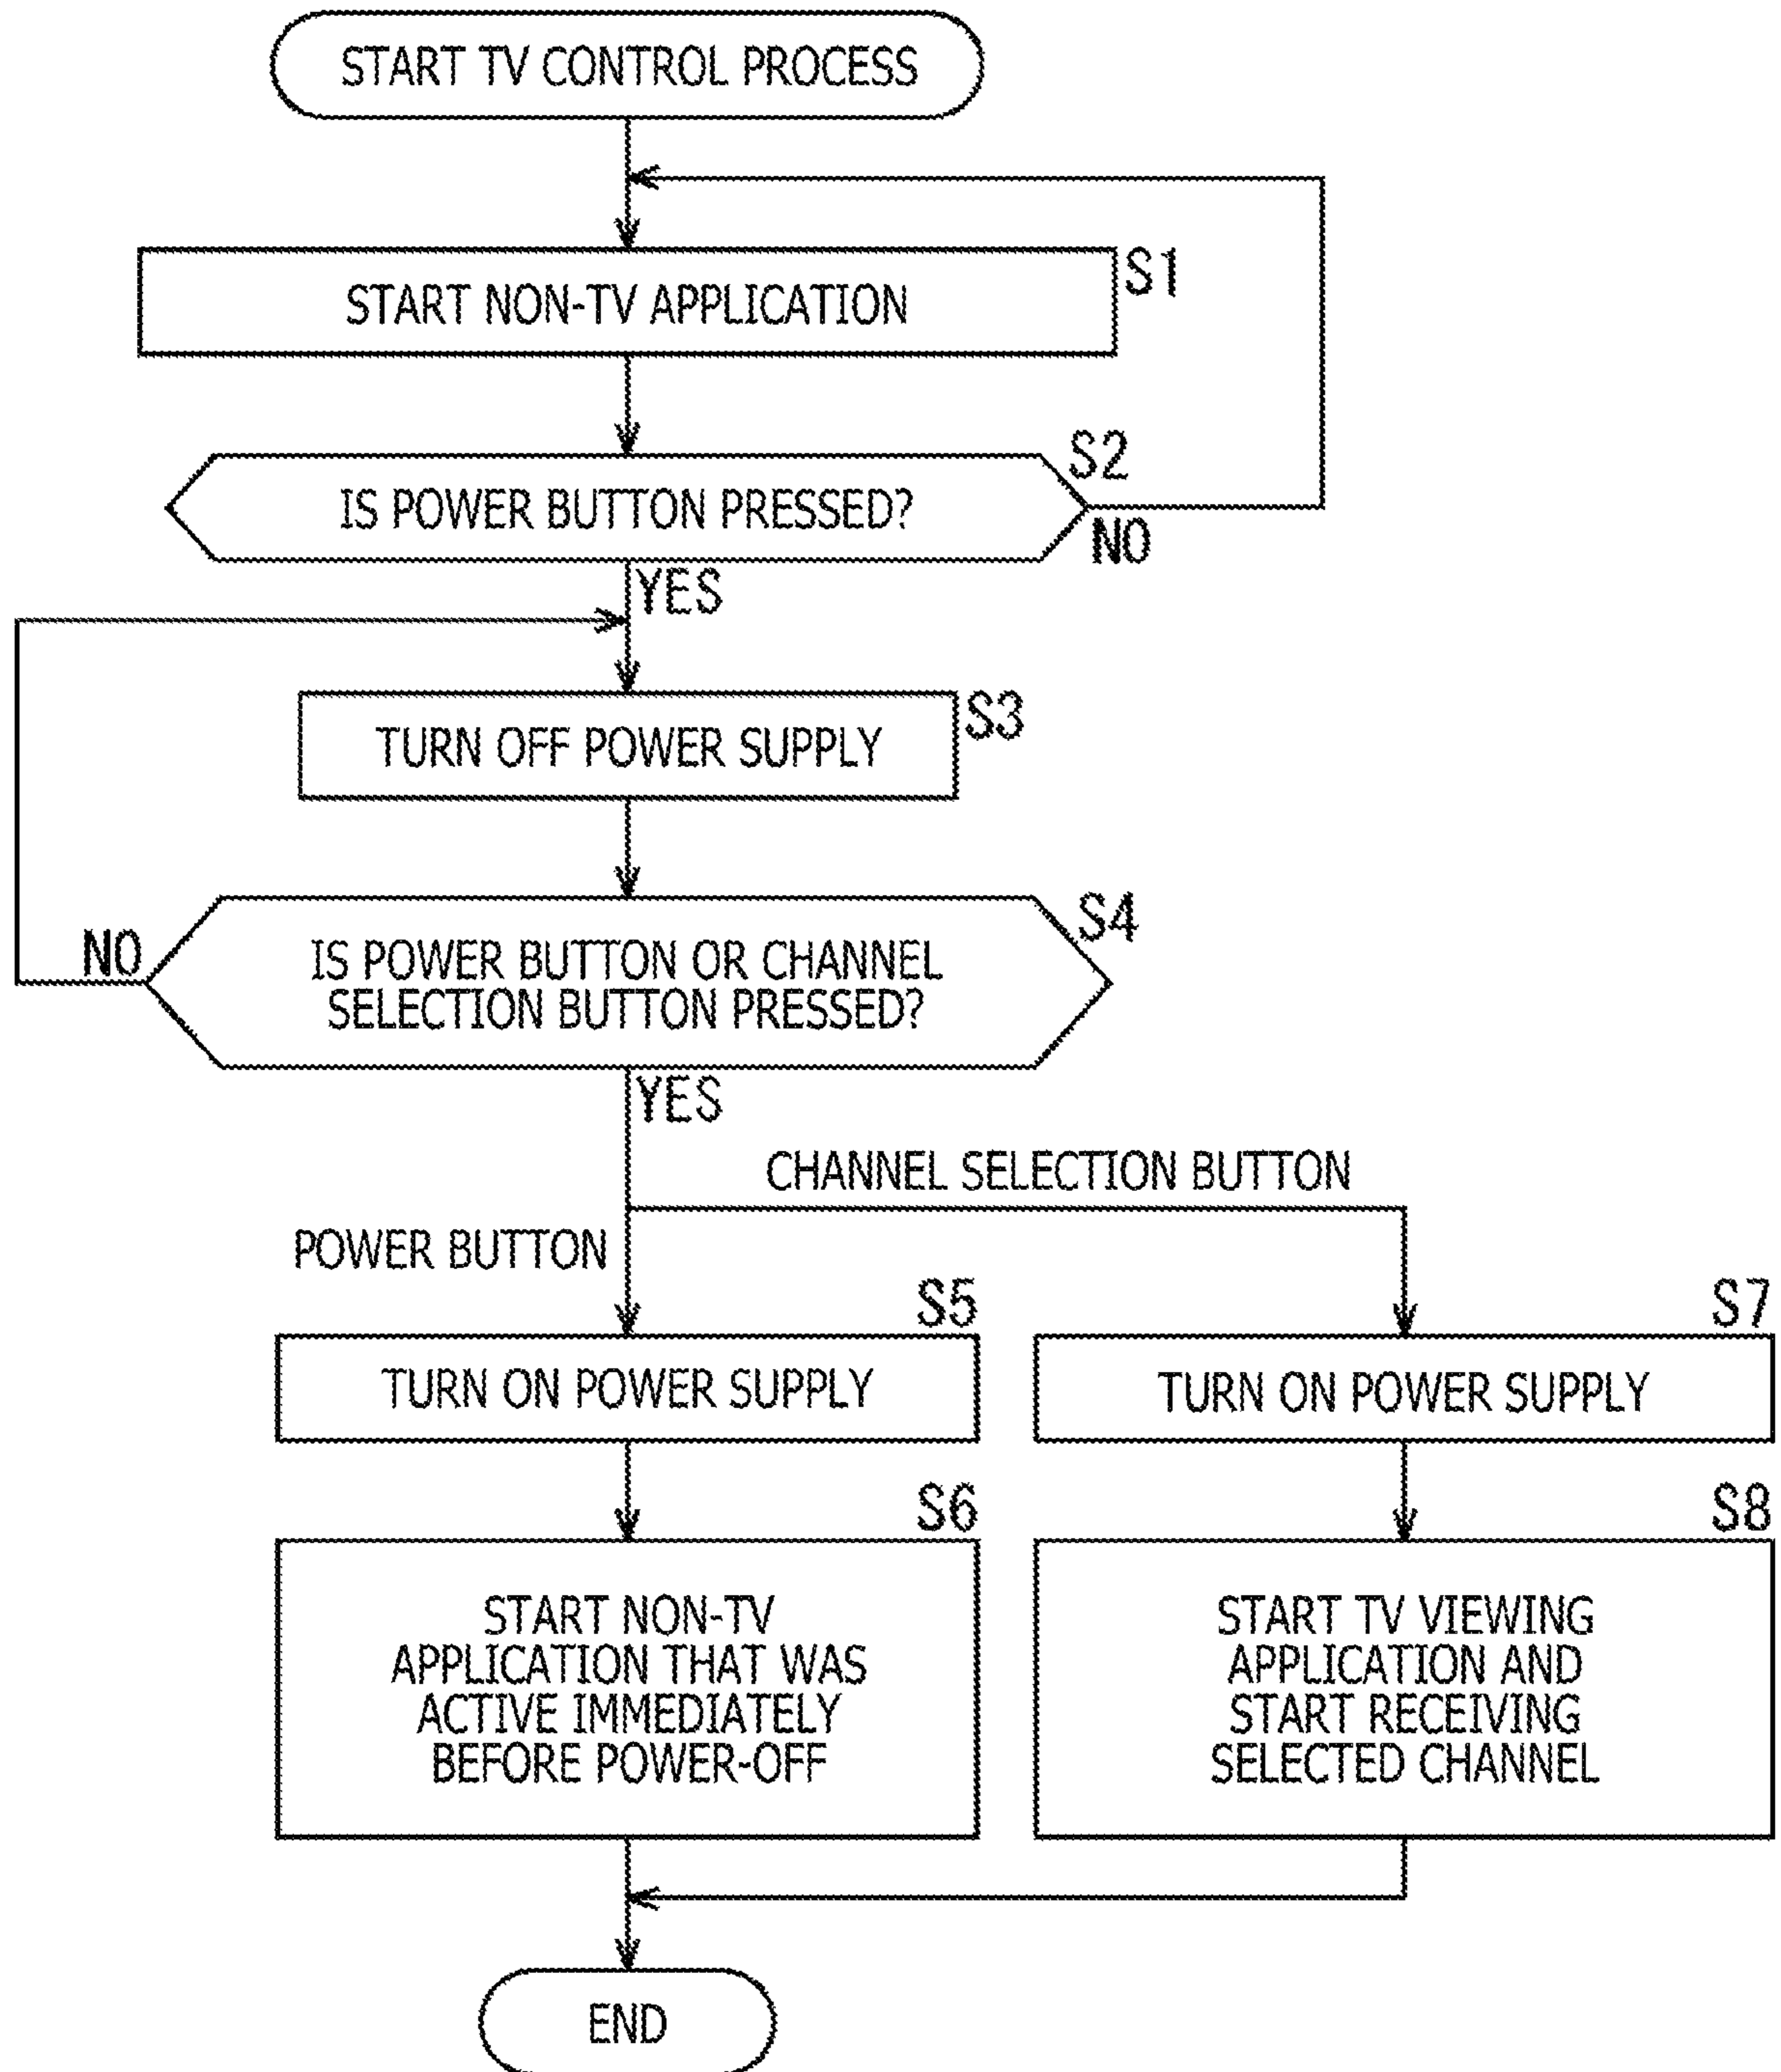 START TV CONTROL PROCESS
START NON-TV APPLICATION
S1
IS POWER BUTTON PRESSED?
S2
NO
YES
TURN OFF POWER SUPPLY
S3
IS POWER BUTTON OR CHANNEL
SELECTION BUTTON PRESSED?
S4
NO
YES
CHANNEL SELECTION BUTTON
POWER BUTTON
S5
TURN ON POWER SUPPLY
S7
TURN ON POWER SUPPLY
S6
START NON-TV
APPLICATION THAT WAS
ACTIVE IMMEDIATELY
BEFORE POWER-OFF
S8
START TV VIEWING
APPLICATION AND
START RECEIVING
SELECTED CHANNEL
END